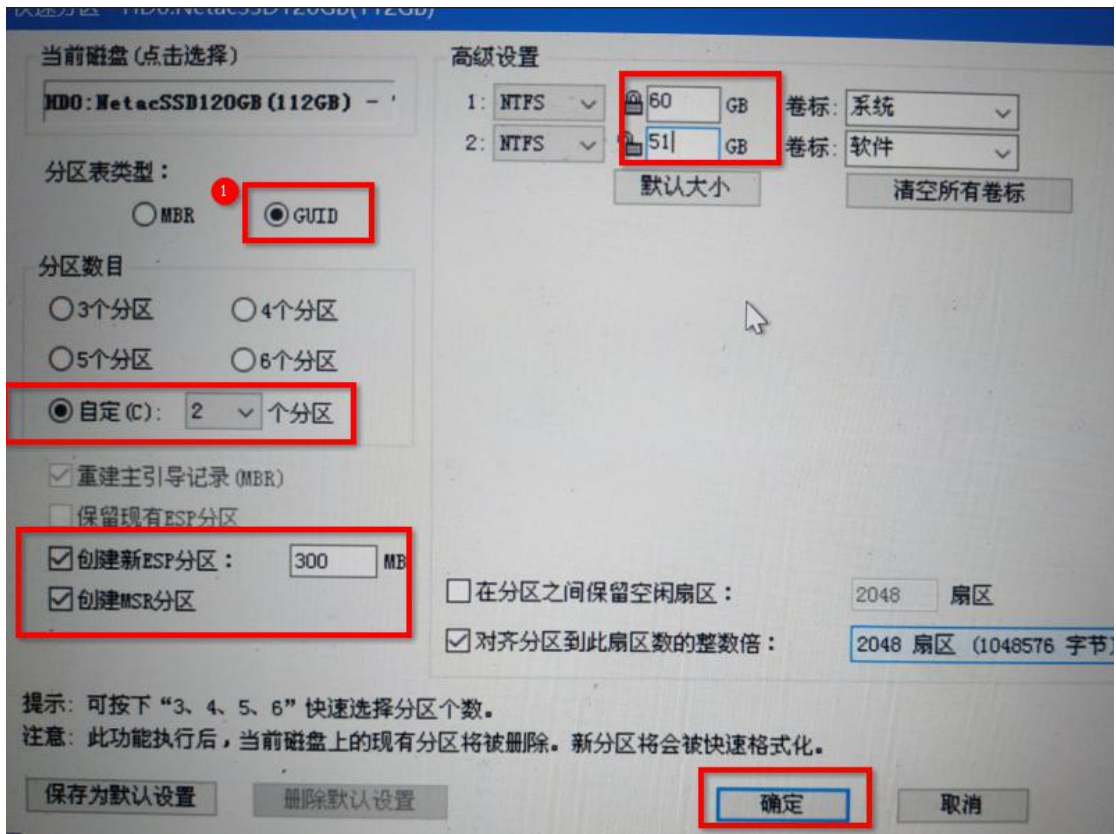 快速分区 - HD0:NetacSSD120GB(112GB)
当前磁盘(点击选择)
HD0:NetacSSD120GB(112GB) - '
分区表类型：
1
MBR
GUID
分区数目
3个分区
4个分区
5个分区
6个分区
自定(C): 2 个分区
重建主引导记录(MBR)
保留现有ESP分区
创建新ESP分区： 300 MB
创建MSR分区
高级设置
1: NTFS 60 GB 卷标: 系统
2: NTFS 51 GB 卷标: 软件
默认大小
清空所有卷标
在分区之间保留空闲扇区： 2048 扇区
对齐分区到此扇区数的整数倍： 2048 扇区 (1048576 字节)
提示: 可按下“3、4、5、6”快速选择分区个数。
注意: 此功能执行后，当前磁盘上的现有分区将被删除。新分区将会被快速格式化。
保存为默认设置
删除默认设置
确定
取消